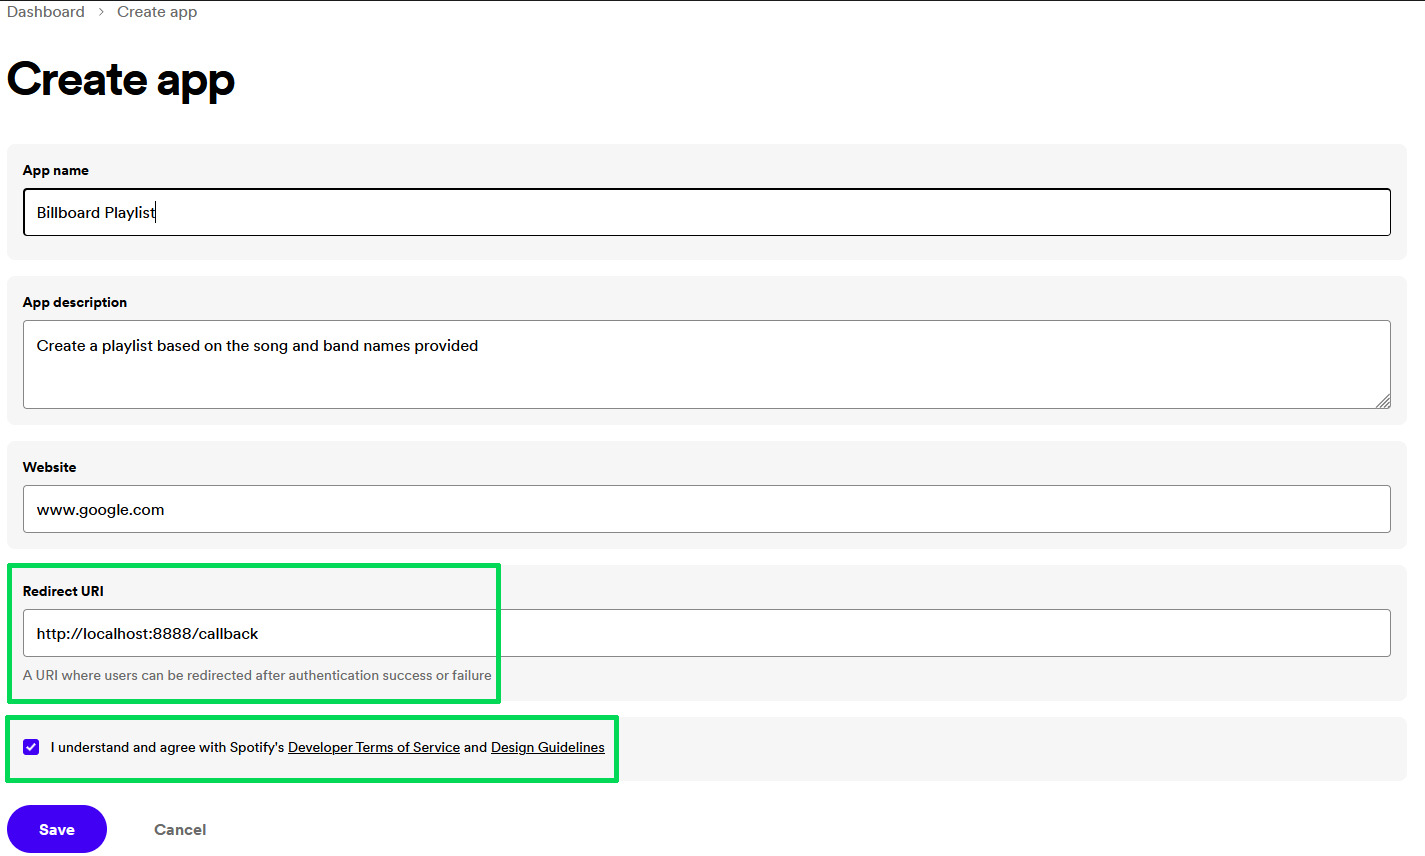 Dashboard > Create app
Create app
App name
Billboard Playlist
App description
Create a playlist based on the song and band names provided
Website
www.google.com
Redirect URI
http://localhost:8888/callback
A URI where users can be redirected after authentication success or failure
I understand and agree with Spotify's Developer Terms of Service and Design Guidelines
Save Cancel